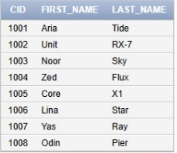 CID FIRST_NAME LAST_NAME
1001 Aria Tide
1002 Unit RX-7
1003 Noor Sky
1004 Zed Flux
1005 Core X1
1006 Lina Star
1007 Yas Ray
1008 Odin Pier